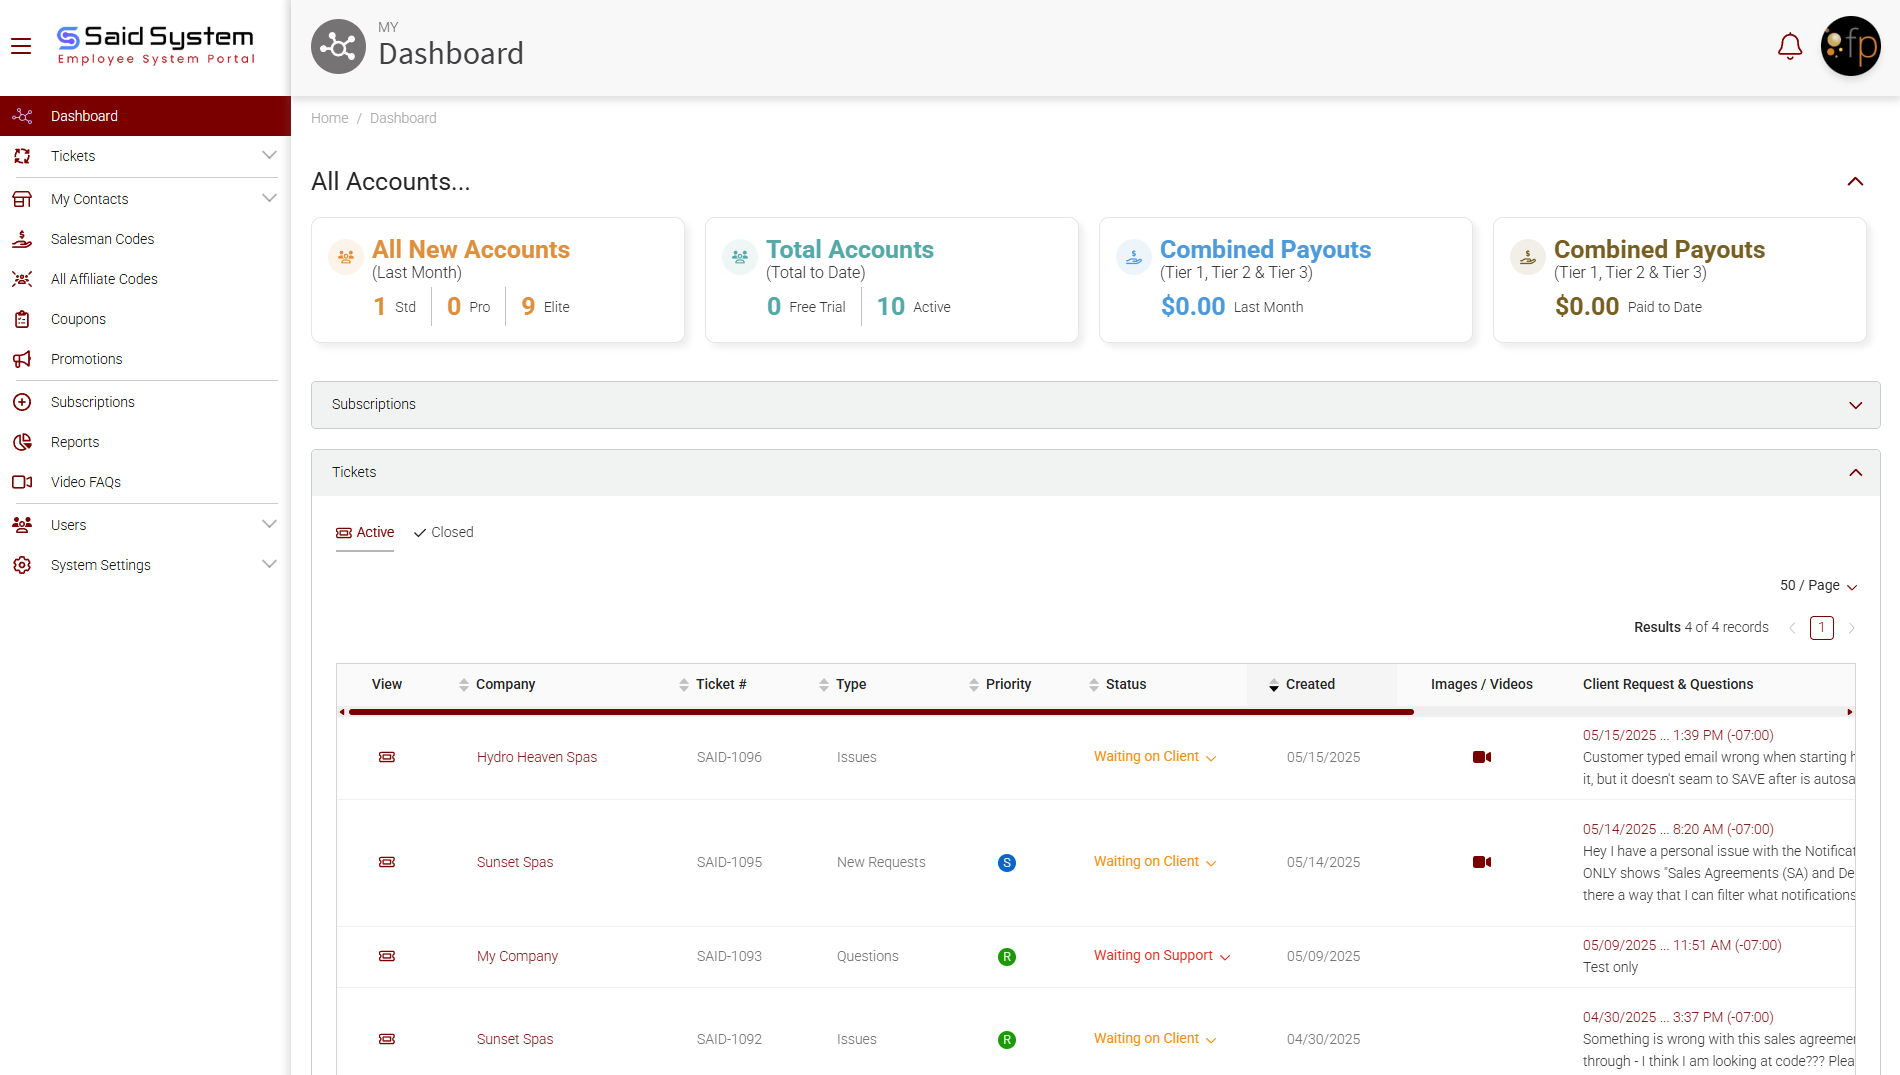 Said System
Employee System Portal
MY
Dashboard
fp
Dashboard
Tickets
My Contacts
Salesman Codes
All Affiliate Codes
Coupons
Promotions
Subscriptions
Reports
Video FAQs
Users
System Settings
Home / Dashboard
All Accounts...
All New Accounts
(Last Month)
1 Std 0 Pro 9 Elite
Total Accounts
(Total to Date)
0 Free Trial 10 Active
Combined Payouts
(Tier 1, Tier 2 & Tier 3)
$0.00 Last Month
Combined Payouts
(Tier 1, Tier 2 & Tier 3)
$0.00 Paid to Date
Subscriptions
Tickets
Active Closed
50 / Page
Results 4 of 4 records 1
View Company Ticket # Type Priority Status Created Images / Videos Client Request & Questions
05/15/2025 ... 1:39 PM (-07:00)
Hydro Heaven Spas SAID-1096 Issues Waiting on Client 05/15/2025 Customer typed email wrong when starting
it, but it doesn't seam to SAVE after is autosa
05/14/2025 ... 8:20 AM (-07:00)
Hey I have a personal issue with the Notificat
Sunset Spas SAID-1095 New Requests S Waiting on Client 05/14/2025 ONLY shows "Sales Agreements (SA) and De
there a way that I can filter what notifications
05/09/2025 ... 11:51 AM (-07:00)
My Company SAID-1093 Questions R Waiting on Support 05/09/2025 Test only
04/30/2025 ... 3:37 PM (-07:00)
Sunset Spas SAID-1092 Issues R Waiting on Client 04/30/2025 Something is wrong with this sales agreemer
through - I think I am looking at code??? Plea